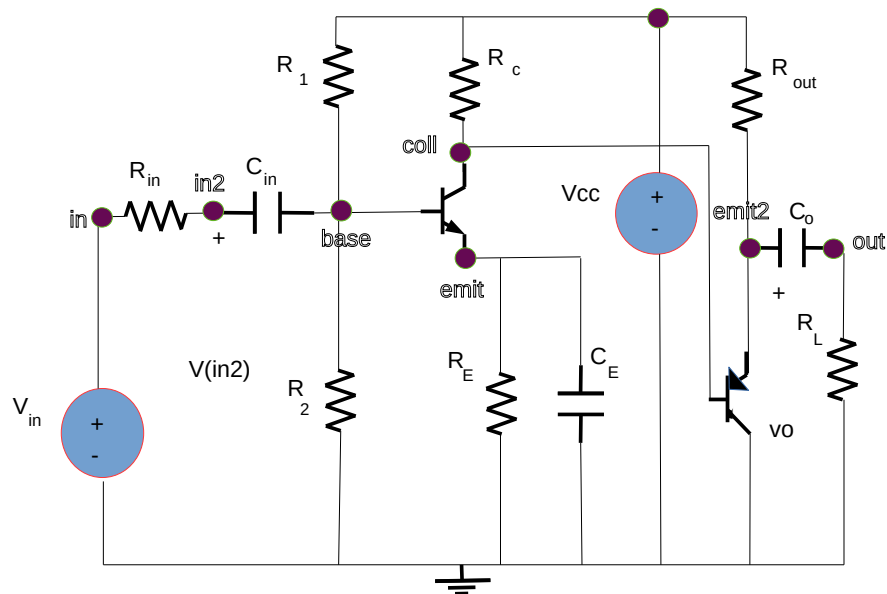 R1
Rc
Rout
coll
Rin
in2
Cin
Vcc
+
-
emit2
Co
in
+
base
out
emit
+
RL
V(in2)
R2
RE
CE
Vin
+
-
vo